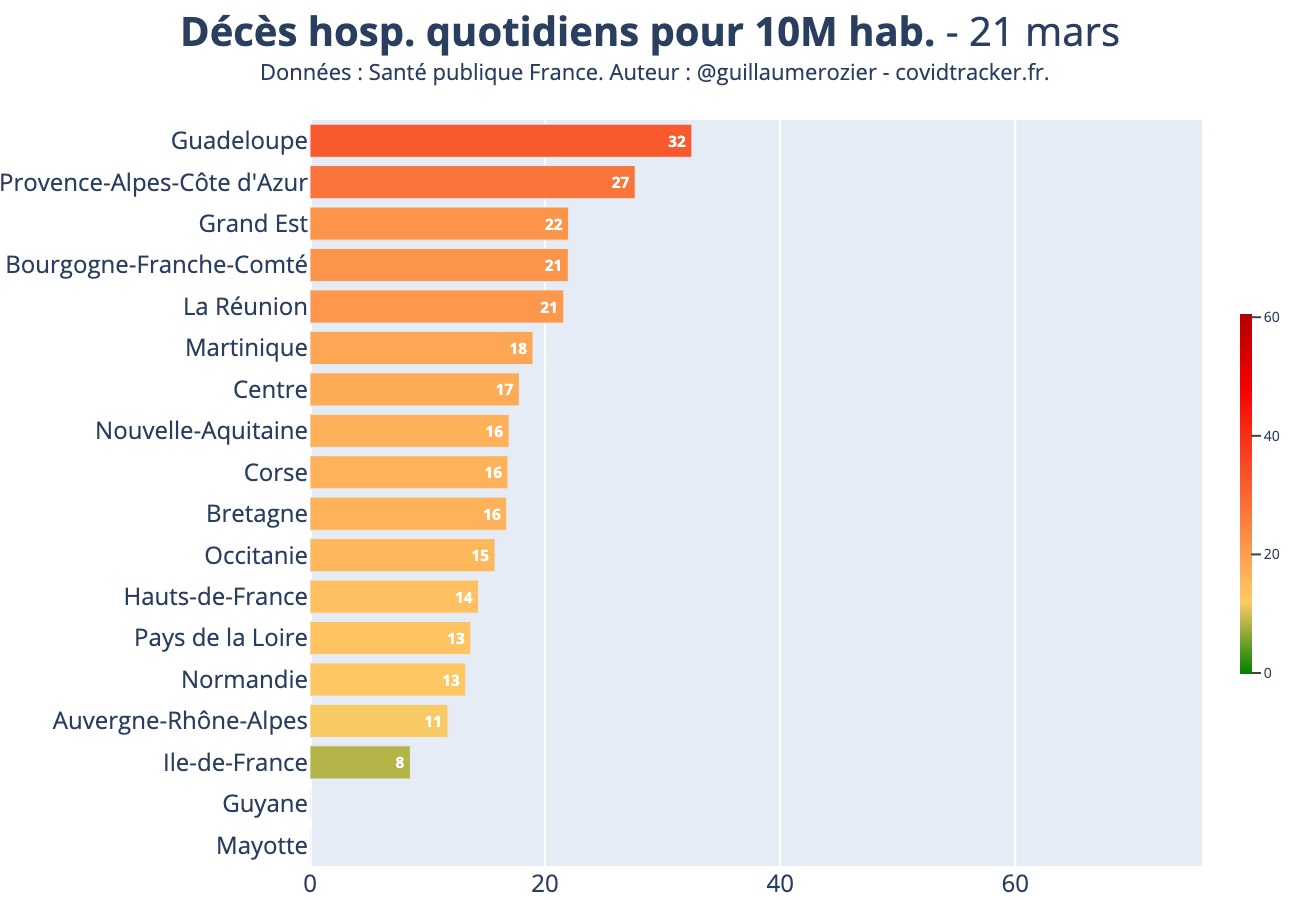 Décès hosp. quotidiens pour 10M hab. - 21 mars
Données : Santé publique France. Auteur : @guillaumerozier - covidtracker.fr.
Guadeloupe 32
Provence-Alpes-Côte d'Azur 27
Grand Est 22
Bourgogne-Franche-Comté 21
La Réunion 21
Martinique 18
Centre 17
Nouvelle-Aquitaine 16
Corse 16
Bretagne 16
Occitanie 15
Hauts-de-France 14
Pays de la Loire 13
Normandie 13
Auvergne-Rhône-Alpes 11
Ile-de-France 8
Guyane
Mayotte
0 20 40 60
60
40
20
0